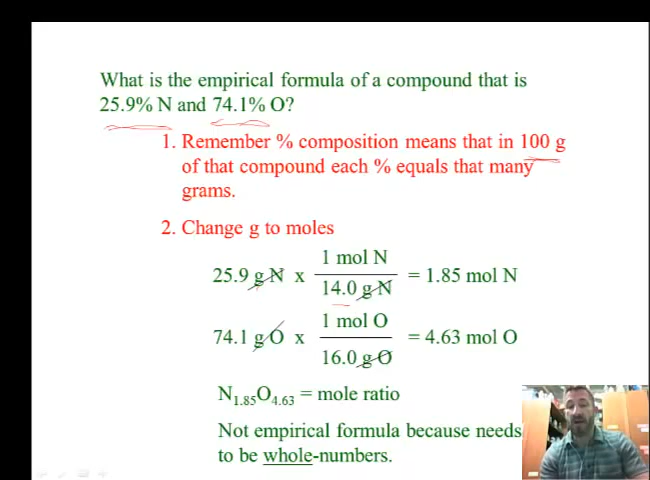 What is the empirical formula of a compound that is
25.9% N and 74.1% O?
1. Remember % composition means that in 100 g
of that compound each % equals that many
grams.
2. Change g to moles
25.9 g N x 1 mol N / 14.0 g N = 1.85 mol N
74.1 g O x 1 mol O / 16.0 g O = 4.63 mol O
N₁.₈₅O₄.₆₃ = mole ratio
Not empirical formula because needs
to be whole-numbers.